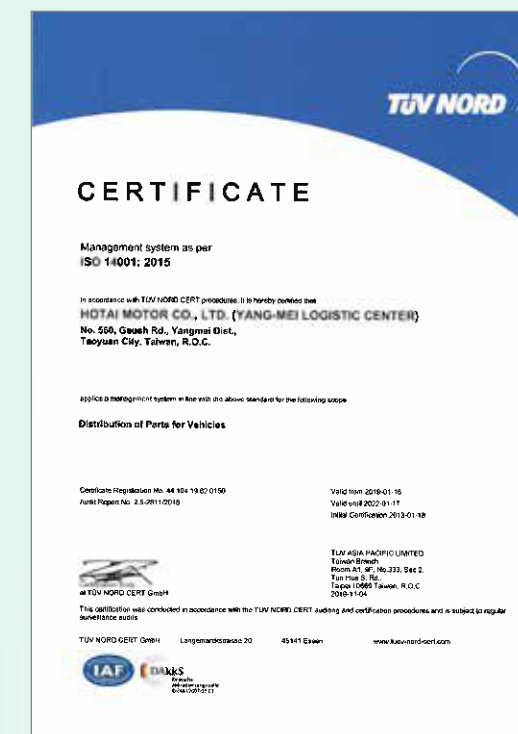 TÜV NORD
CERTIFICATE
Management system as per
ISO 14001: 2015
In accordance with TÜV NORD CERT procedures, it is hereby certified that
HOTAI MOTOR CO., LTD. (YANG-MEI LOGISTIC CENTER)
No. 560, Rd., Yangmei Dist.,
Taoyuan City, Taiwan, R.O.C.
applies a management system in line with the above standard for the following scope
Distribution of Parts for Vehicles
Certificate Registration No. 44 104 19 82 0150
Audit Report No. 2.5-2811/2018
Valid from 2019-01-16
Valid until 2022-01-17
Initial Certification 2013-01-18
at TÜV NORD CERT GmbH
TUV ASIA PACIFIC LIMITED
Taiwan Branch
Room A1, 9F, No.333, Sec 2,
Tun Hua S. Rd.,
Taipei 10669 Taiwan, R.O.C
This certification was conducted in accordance with the TÜV NORD CERT auditing and certification procedures and is subject to regular
surveillance audits
TÜV NORD CERT GmbH Langemarckstrasse 20 45141 Essen www.tuev-nord-cert.com
IAF DAkkS
Deutsche
Akkreditierungsstelle